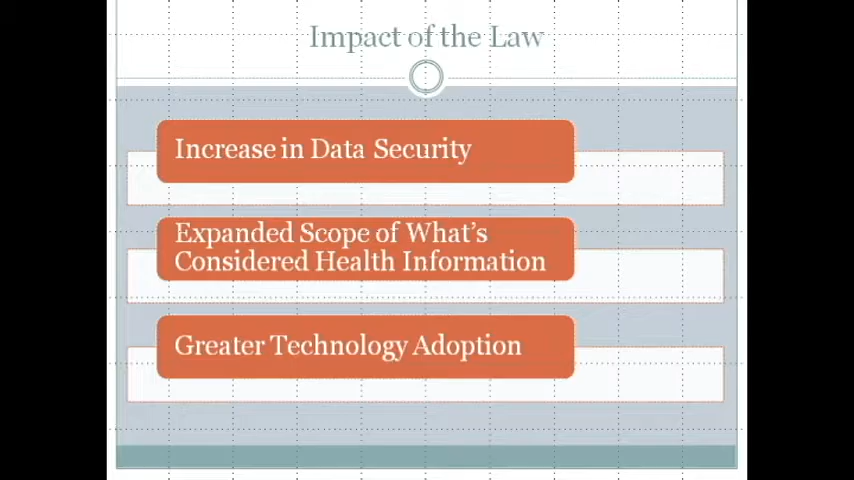 Impact of the Law
Increase in Data Security
Expanded Scope of What's
Considered Health Information
Greater Technology Adoption